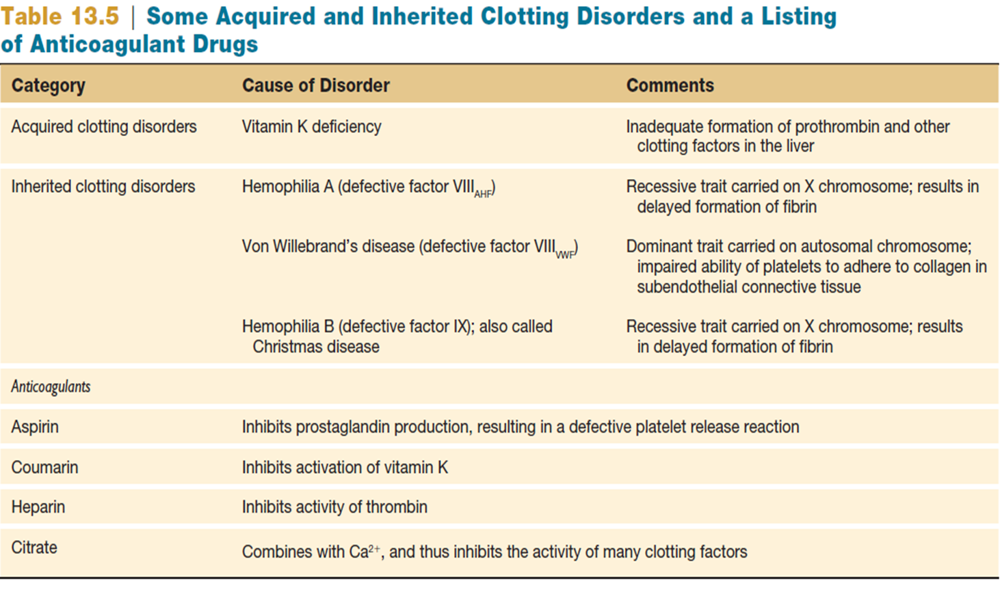 Table 13.5 | Some Acquired and Inherited Clotting Disorders and a Listing
of Anticoagulant Drugs
Category Cause of Disorder Comments
Acquired clotting disorders Vitamin K deficiency Inadequate formation of prothrombin and other
clotting factors in the liver
Inherited clotting disorders Hemophilia A (defective factor VIII_AHF) Recessive trait carried on X chromosome; results in
delayed formation of fibrin
Von Willebrand's disease (defective factor VIII_VWF) Dominant trait carried on autosomal chromosome;
impaired ability of platelets to adhere to collagen in
subendothelial connective tissue
Hemophilia B (defective factor IX); also called Recessive trait carried on X chromosome; results
Christmas disease in delayed formation of fibrin
Anticoagulants
Aspirin Inhibits prostaglandin production, resulting in a defective platelet release reaction
Coumarin Inhibits activation of vitamin K
Heparin Inhibits activity of thrombin
Citrate Combines with Ca²⁺, and thus inhibits the activity of many clotting factors